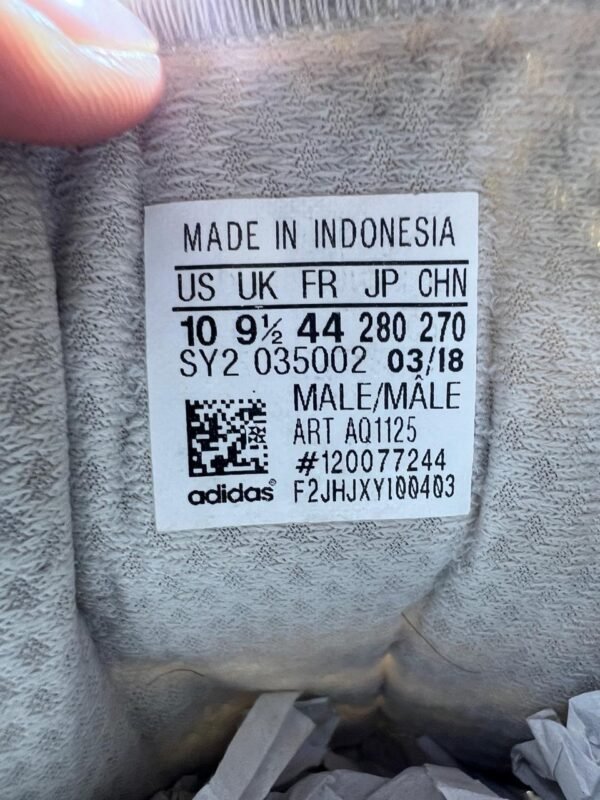 MADE IN INDONESIA
US UK FR JP CHN
10 9½ 44 280 270
SY2 035002 03/18
MALE/MÂLE
ART AQ1125
#120077244
adidas® F2JHJXY100403